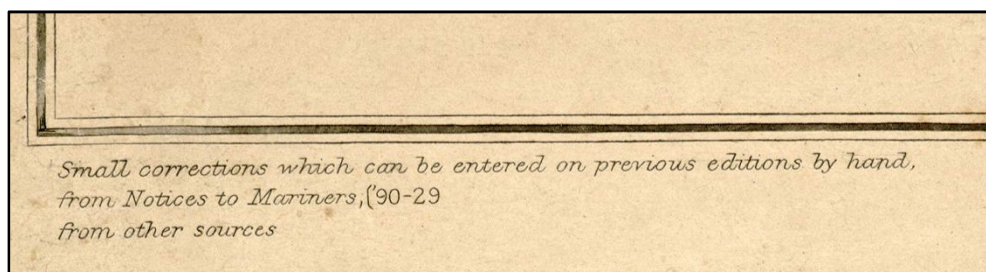 Small corrections which can be entered on previous editions by hand,
from Notices to Mariners,('90-29
from other sources